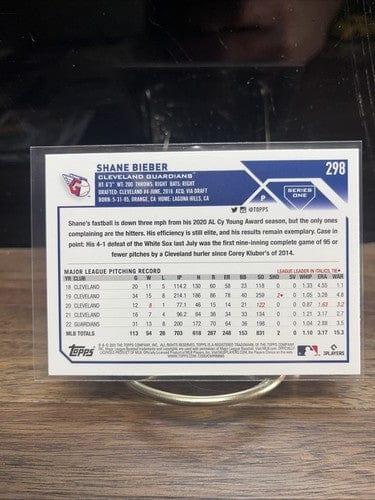 SHANE BIEBER
CLEVELAND GUARDIANS™
298
HT: 6'3" WT: 200 THROWS: RIGHT BATS: RIGHT
DRAFTED: CLEVELAND #4-JUNE, 2016 ACQ: VIA DRAFT
BORN: 5-31-95, ORANGE, CA HOME: LAGUNA HILLS, CA
P
SERIES
ONE
@TOPPS
Shane's fastball is down three mph from his 2020 AL Cy Young Award season, but the only ones
complaining are the hitters. His efficiency is still elite, and his results remain exemplary. Case in
point: His 4-1 defeat of the White Sox last July was the first nine-inning complete game of 95 or
fewer pitches by a Cleveland hurler since Corey Kluber's of 2014.
MAJOR LEAGUE PITCHING RECORD LEAGUE LEADER IN ITALICS, TIE
YR CLUB G W L IP H R ER BB SO SHO CG SV WHIP ERA WAR
18 CLEVELAND 20 11 5 114.2 130 60 58 23 118 0 0 0 1.33 4.55 1.1
19 CLEVELAND 34 15 8 214.1 186 86 78 40 259 2 0 1.05 3.28 4.8
20 CLEVELAND 12 8 1 77.1 46 15 14 21 122 0 0 0 0.87 1.63 3.2
21 CLEVELAND 16 7 4 96.2 84 36 34 33 134 0 0 0 3.17
22 GUARDIANS 31 13 8 200 172 70 64 36 198 0 0 1.04 2.88
MLB TOTALS 113 54 26 703 618 267 248 153 831 2 0 3.17 15.3
Topps
MLB
PLAYERS